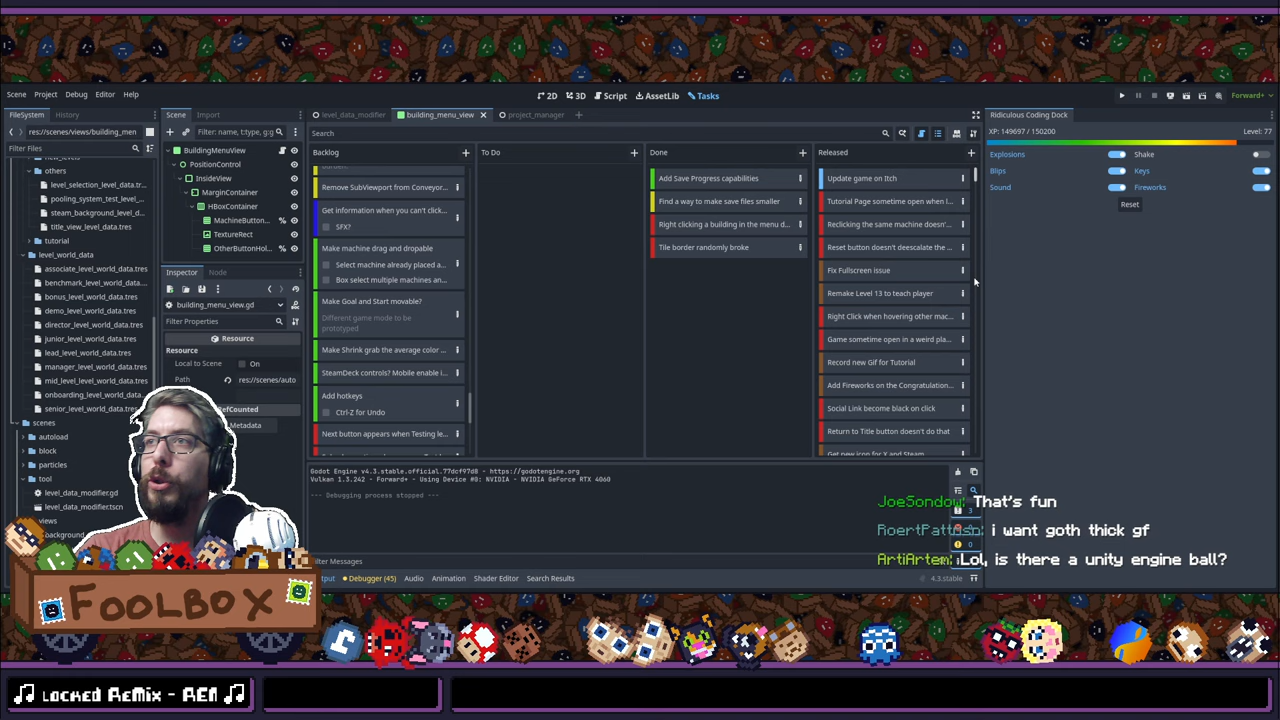 Scene Project Debug Editor Help
2D 3D Script AssetLib Tasks
Forward+
FileSystem History
Scene Import
level_data_modifier building_menu_view project_manager
Ridiculous Coding Dock
res://scenes/views/building_men
Filter: name, t:type, g:g
Search
XP: 149697 / 150200 Level: 77
Filter Files
BuildingMenuView
PositionControl
InsideView
MarginContainer
HBoxContainer
MachineButton...
TextureRect
OtherButtonHol...
Explosions Shake
Blips Keys
Sound Fireworks
Reset
others
level_selection_level_data.tr...
pooling_system_test_level_...
steam_background_level_d...
title_view_level_data.tres
tutorial
level_world_data
associate_level_world_data.tres
benchmark_level_world_data...
bonus_level_world_data.tres
demo_level_world_data.tres
director_level_world_data.tres
junior_level_world_data.tres
lead_level_world_data.tres
manager_level_world_data.tres
mid_level_level_world_data.tres
onboarding_level_world_data...
senior_level_world_data.tres
scenes
autoload
block
particles
tool
level_data_modifier.gd
level_data_modifier.tscn
views
Inspector Node
building_menu_view.gd
Filter Properties
Resource
Resource
Local to Scene On
Path res://scenes/auto
RefCounted
Metadata
Backlog
Remove SubViewport from Conveyor...
Get information when you can't click...
SFX?
Make machine drag and dropable
Select machine already placed a...
Box select multiple machines an...
Make Goal and Start movable?
Different game mode to be
prototyped
Make Shrink grab the average color ...
SteamDeck controls? Mobile enable i...
Add hotkeys
Ctrl-Z for Undo
Next button appears when Testing le...
To Do
Done
Add Save Progress capabilities
Find a way to make save files smaller
Right clicking a building in the menu d...
Tile border randomly broke
Released
Update game on Itch
Tutorial Page sometime open when l...
Reclicking the same machine doesn'...
Reset button doesn't deescalate the ...
Fix Fullscreen issue
Remake Level 13 to teach player
Right Click when hovering other mac...
Game sometime open in a weird pla...
Record new Gif for Tutorial
Add Fireworks on the Congratulation...
Social Link become black on click
Return to Title button doesn't do that
Get new icon for X and Steam
Godot Engine v4.3.stable.official.77dcf97d8 - https://godotengine.org
Vulkan 1.3.242 - Forward+ - Using Device #0: NVIDIA - NVIDIA GeForce RTX 4060
--- Debugging process stopped ---
3
0
Filter Messages
Debugger (45) Audio Animation Shader Editor Search Results
4.3.stable
JoeSondow: That's fun
RoertPattson: i want goth thick gf
ArtiArtem: Lol, is there a unity engine ball?
FOOLBOX
LOCKED REMIX - REM